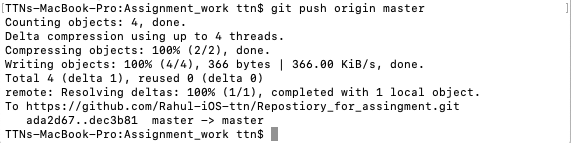 [TTNs-MacBook-Pro:Assignment_work ttn$ git push origin master ]
Counting objects: 4, done.
Delta compression using up to 4 threads.
Compressing objects: 100% (2/2), done.
Writing objects: 100% (4/4), 366 bytes | 366.00 KiB/s, done.
Total 4 (delta 1), reused 0 (delta 0)
remote: Resolving deltas: 100% (1/1), completed with 1 local object.
To https://github.com/Rahul-iOS-ttn/Repostiory_for_assingment.git
   ada2d67..dec3b81  master -> master
TTNs-MacBook-Pro:Assignment_work ttn$